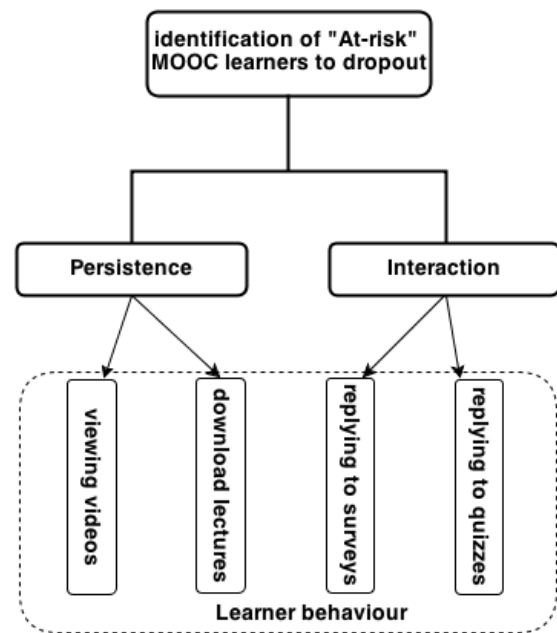 identification of "At-risk"
MOOC learners to dropout
Persistence
Interaction
viewing videos
download lectures
replying to surveys
replying to quizzes
Learner behaviour